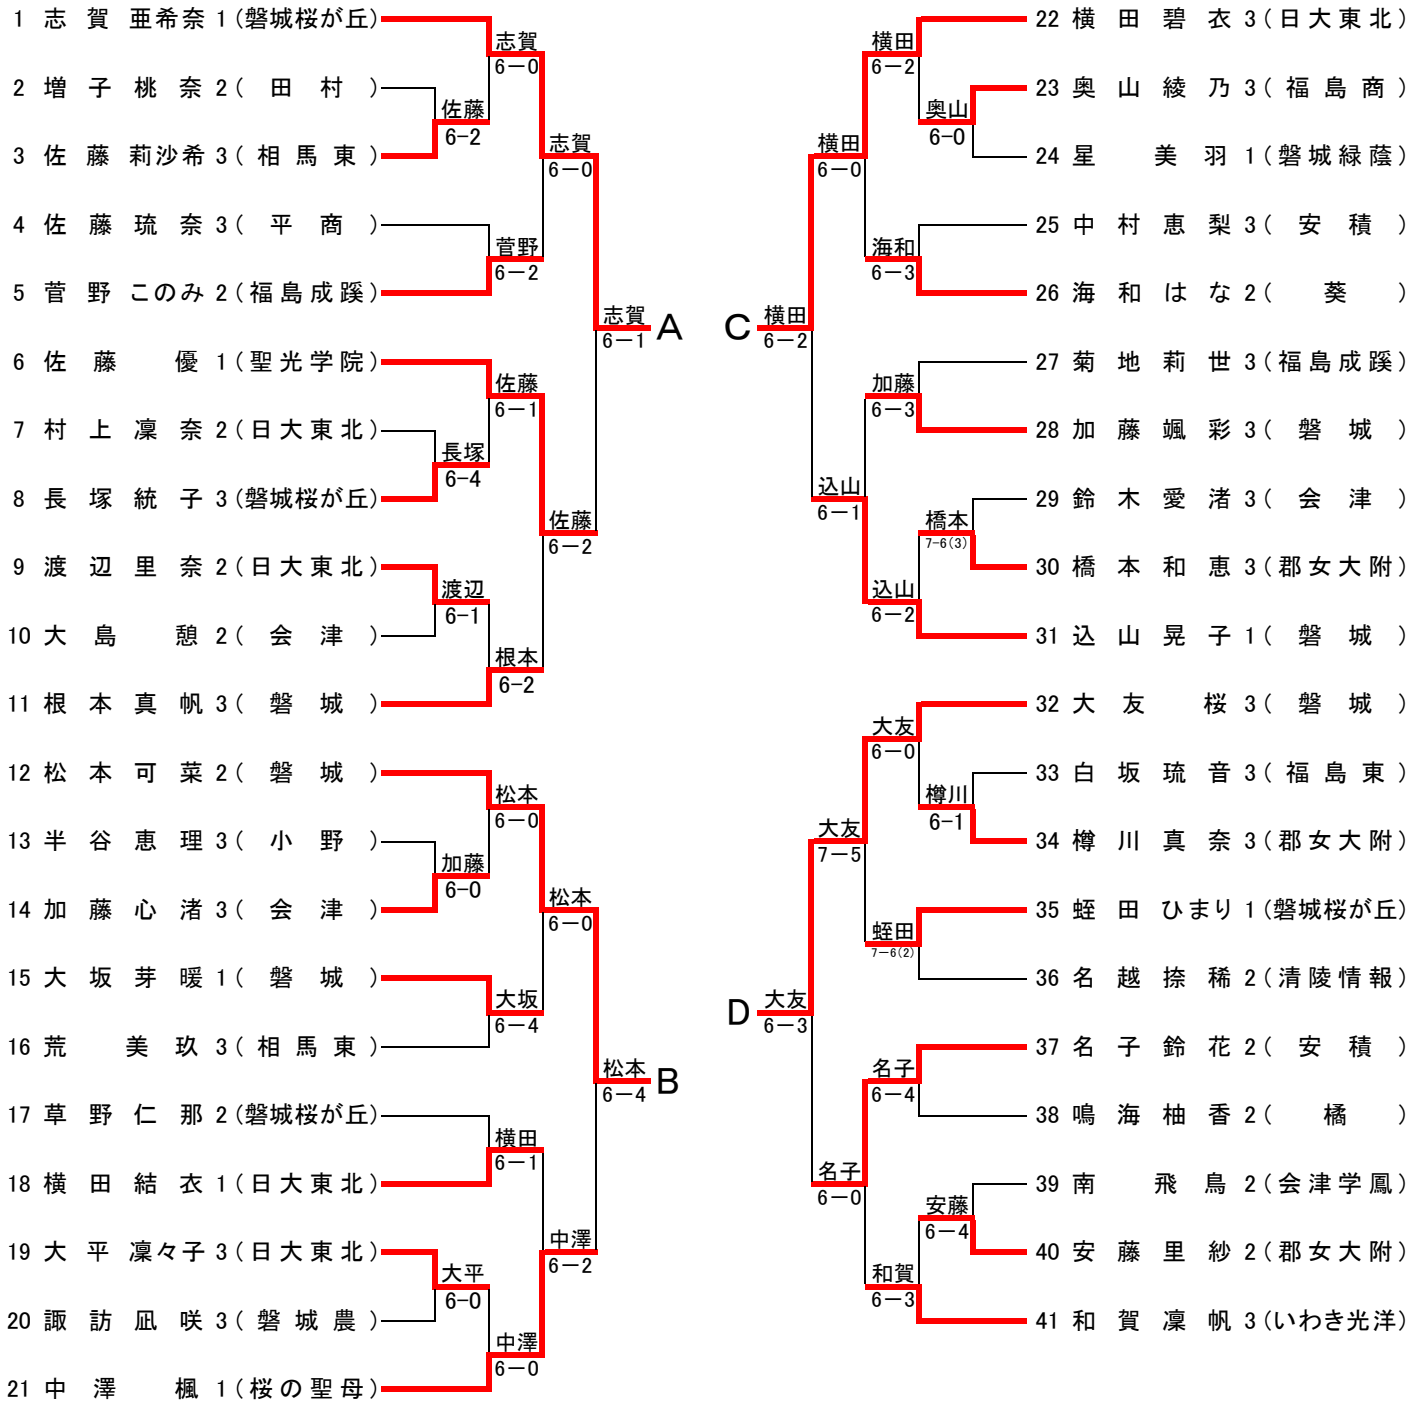 1 志賀 亜希奈 1 (磐城桜が丘)
2 増子桃奈 2 (田村)
3 佐藤 莉沙希 3 (相馬東)
4 佐藤琉奈 3 (平商)
5 菅野 このみ 2 (福島成蹊)
6 佐藤 優 1 (聖光学院)
7 村上凜奈 2 (日大東北)
8 長塚統子 3 (磐城桜が丘)
9 渡辺里奈 2 (日大東北)
10 大島 憩 2 (会津)
11 根本真帆 3 (磐城)
12 松本可菜 2 (磐城)
13 半谷恵理 3 (小野)
14 加藤心渚 3 (会津)
15 大坂芽暖 1 (磐城)
16 荒 美玖 3 (相馬東)
17 草野仁那 2 (磐城桜が丘)
18 横田結衣 1 (日大東北)
19 大平 凜々子 3 (日大東北)
20 諏訪凪咲 3 (磐城農)
21 中澤 楓 1 (桜の聖母)
佐藤
6-2
長塚
6-4
渡辺
6-1
加藤
6-0
大平
6-0
志賀
6-0
菅野
6-2
佐藤
6-1
根本
6-2
松本
6-0
大坂
6-4
横田
6-1
中澤
6-0
志賀
6-0
佐藤
6-2
松本
6-0
中澤
6-2
志賀
6-1
A
松本
6-4
B
C
横田
6-2
D
大友
6-3
横田
6-0
込山
6-1
大友
7-5
名子
6-0
横田
6-2
海和
6-3
加藤
6-3
込山
6-2
大友
6-0
蛭田
7-6(2)
名子
6-4
和賀
6-3
奥山
6-0
橋本
7-6(3)
樽川
6-1
安藤
6-4
22 横田碧衣 3 (日大東北)
23 奥山綾乃 3 (福島商)
24 星 美羽 1 (磐城緑蔭)
25 中村恵梨 3 (安積)
26 海和はな 2 (葵)
27 菊地莉世 3 (福島成蹊)
28 加藤颯彩 3 (磐城)
29 鈴木愛渚 3 (会津)
30 橋本和恵 3 (郡女大附)
31 込山晃子 1 (磐城)
32 大友 桜 3 (磐城)
33 白坂琉音 3 (福島東)
34 樽川真奈 3 (郡女大附)
35 蛭田 ひまり 1 (磐城桜が丘)
36 名越捺稀 2 (清陵情報)
37 名子鈴花 2 (安積)
38 鳴海柚香 2 (橘)
39 南 飛鳥 2 (会津学鳳)
40 安藤里紗 2 (郡女大附)
41 和賀凜帆 3 (いわき光洋)